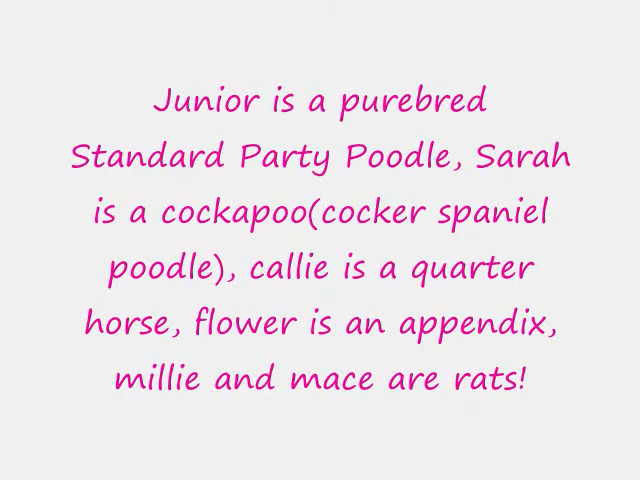 Junior is a purebred
Standard Party Poodle, Sarah
is a cockapoo(cocker spaniel
poodle), callie is a quarter
horse, flower is an appendix,
millie and mace are rats!